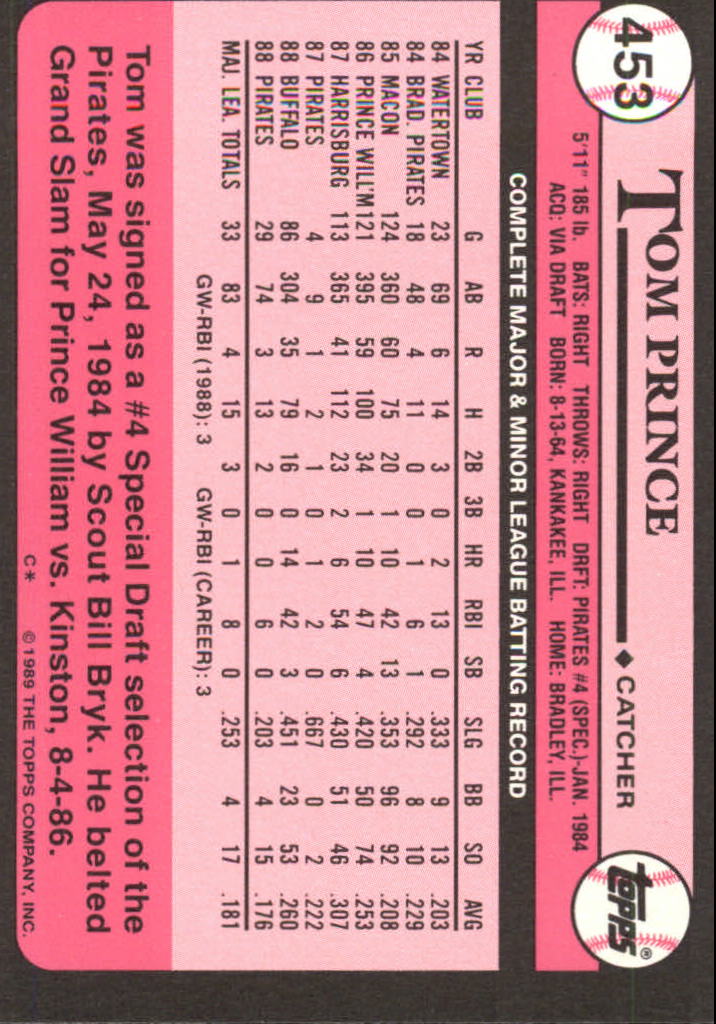 453
TOM PRINCE
◆ CATCHER
TOPPS®
5'11" 185 lb. BATS: RIGHT THROWS: RIGHT DRFT: PIRATES #4 (SPEC.)-JAN. 1984
ACQ: VIA DRAFT BORN: 8-13-64, KANKAKEE, ILL. HOME: BRADLEY, ILL.
COMPLETE MAJOR & MINOR LEAGUE BATTING RECORD
YR CLUB G AB R H 2B 3B HR RBI SB SLG BB SO AVG
84 WATERTOWN 23 69 6 14 3 0 2 13 0 .333 9 13 .203
84 BRAD. PIRATES 18 48 4 11 0 0 1 6 1 .292 8 10 .229
85 MACON 124 360 60 75 20 1 10 42 13 .353 96 92 .208
86 PRINCE WILL'M 121 395 59 100 34 1 10 47 4 .420 50 74 .253
87 HARRISBURG 113 365 41 112 23 2 6 54 6 .430 51 46 .307
87 PIRATES 4 9 1 2 1 0 1 2 0 .667 0 2 .222
88 BUFFALO 86 304 35 79 16 0 14 42 3 .451 23 53 .260
88 PIRATES 29 74 3 13 2 0 0 6 0 .203 4 15 .176
MAJ. LEA. TOTALS 33 83 4 15 3 0 1 8 0 .253 4 17 .181
GW-RBI (1988): 3 GW-RBI (CAREER): 3
Tom was signed as a #4 Special Draft selection of the
Pirates, May 24, 1984 by Scout Bill Bryk. He belted
Grand Slam for Prince William vs. Kinston, 8-4-86.
C* ©1989 THE TOPPS COMPANY, INC.